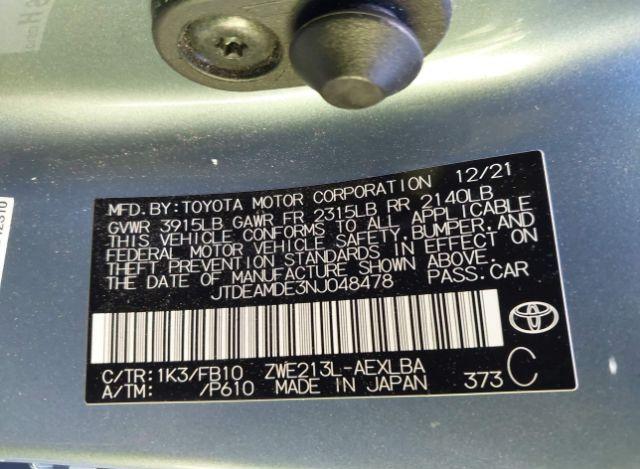 MFD. BY: TOYOTA MOTOR CORPORATION 12/21
GVWR 3915LB GAWR FR 2315LB RR 2140LB
THIS VEHICLE CONFORMS TO ALL APPLICABLE
FEDERAL MOTOR VEHICLE SAFETY, BUMPER, AND
THEFT PREVENTION STANDARDS IN EFFECT ON
THE DATE OF MANUFACTURE SHOWN ABOVE.
JTDEAMDE3NJ048478 PASS. CAR
C/TR: 1K3/FB10 ZWE213L-AEXLBA
A/TM: /P610 MADE IN JAPAN 373 C